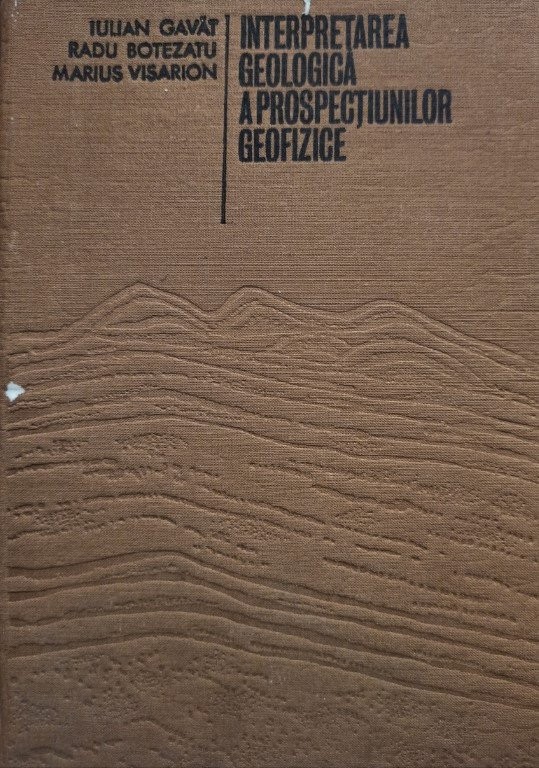 IULIAN GAVĂT
RADU BOTEZATU
MARIUS VISARION
INTERPRETAREA
GEOLOGICĂ
A PROSPECȚIUNILOR
GEOFIZICE